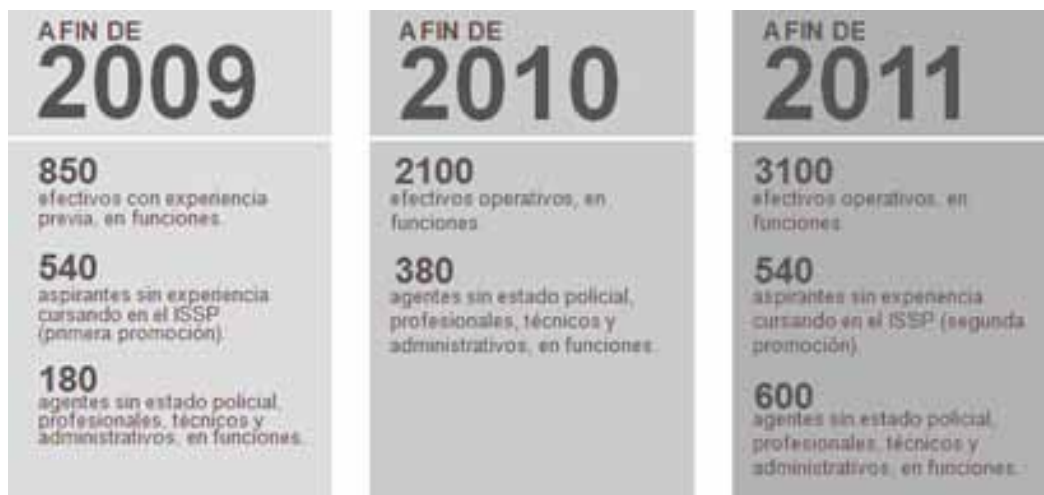 A FIN DE
2009
850
efectivos con experiencia
previa, en funciones.
540
aspirantes sin experiencia
cursando en el ISSP
(primera promoción).
180
agentes sin estado policial,
profesionales, técnicos y
administrativos, en funciones.
A FIN DE
2010
2100
efectivos operativos, en
funciones.
380
agentes sin estado policial,
profesionales, técnicos y
administrativos, en funciones.
A FIN DE
2011
3100
efectivos operativos, en
funciones.
540
aspirantes sin experiencia
cursando en el ISSP (segunda
promoción).
600
agentes sin estado policial,
profesionales, técnicos y
administrativos, en funciones.